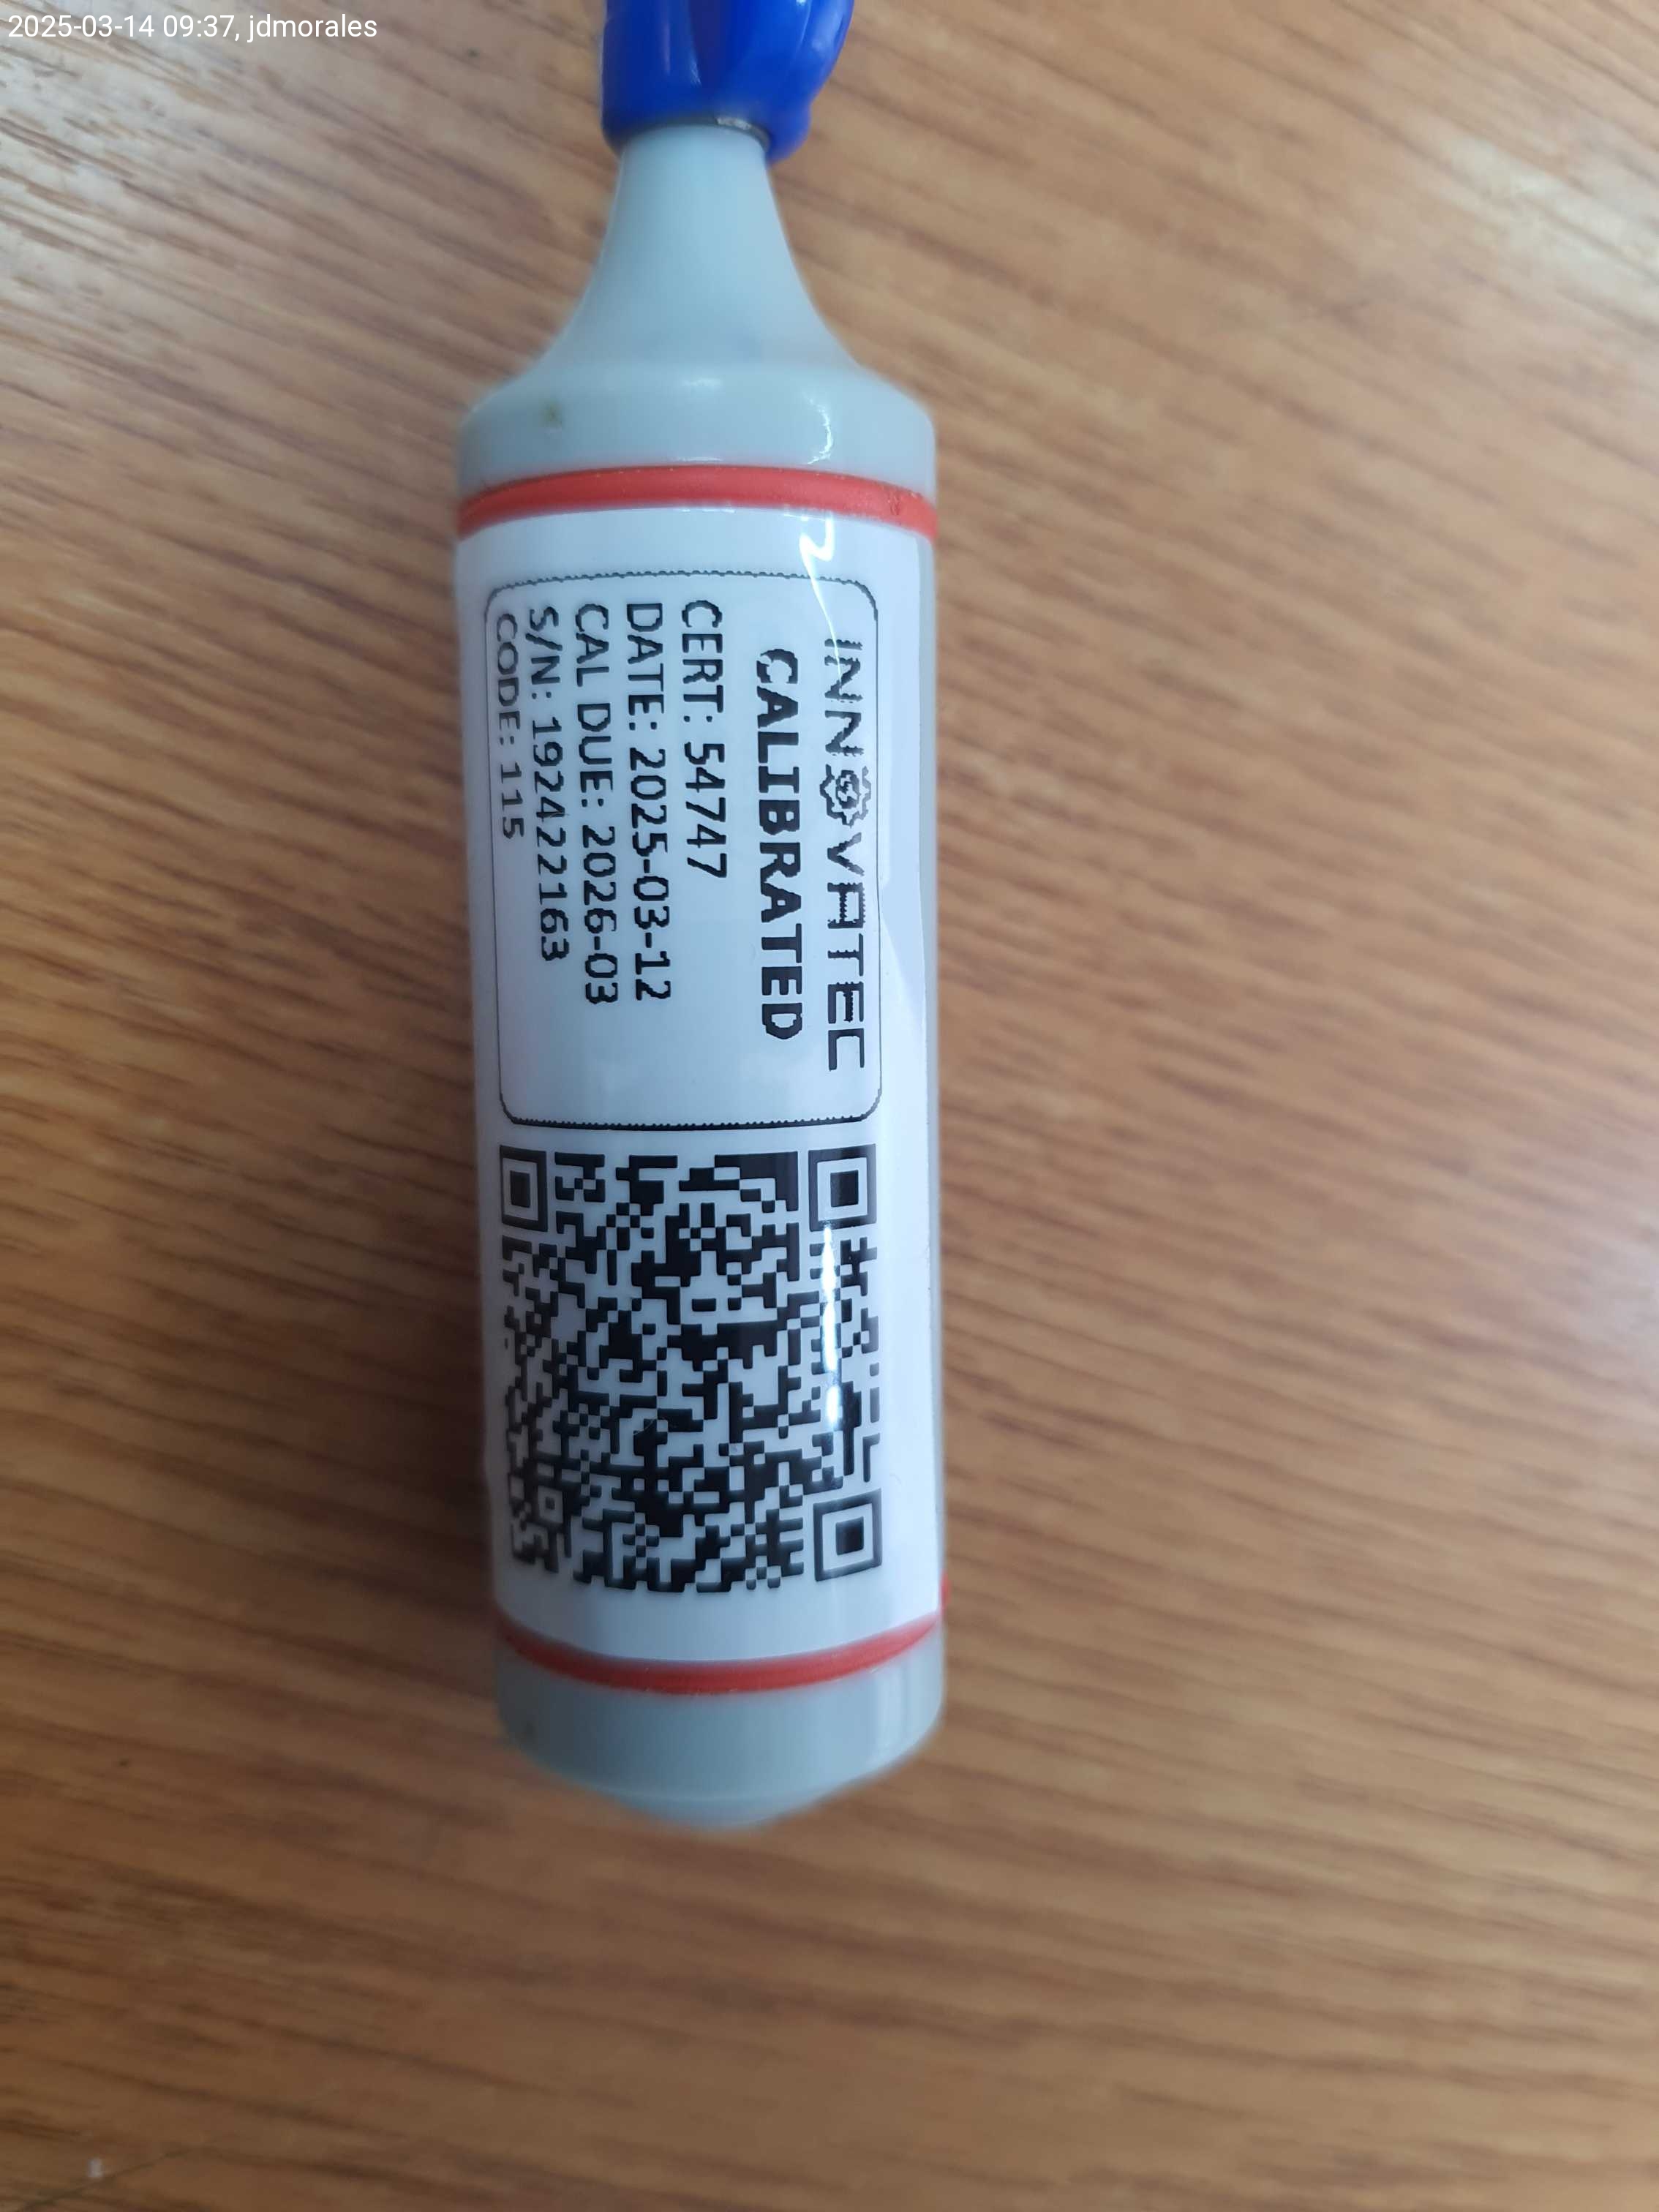 2025-03-14 09:37, jdmorales
INNOVATEC
CALIBRATED
CERT: 54747
DATE: 2025-03-12
CAL DUE: 2026-03
S/N: 192422163
CODE: 115